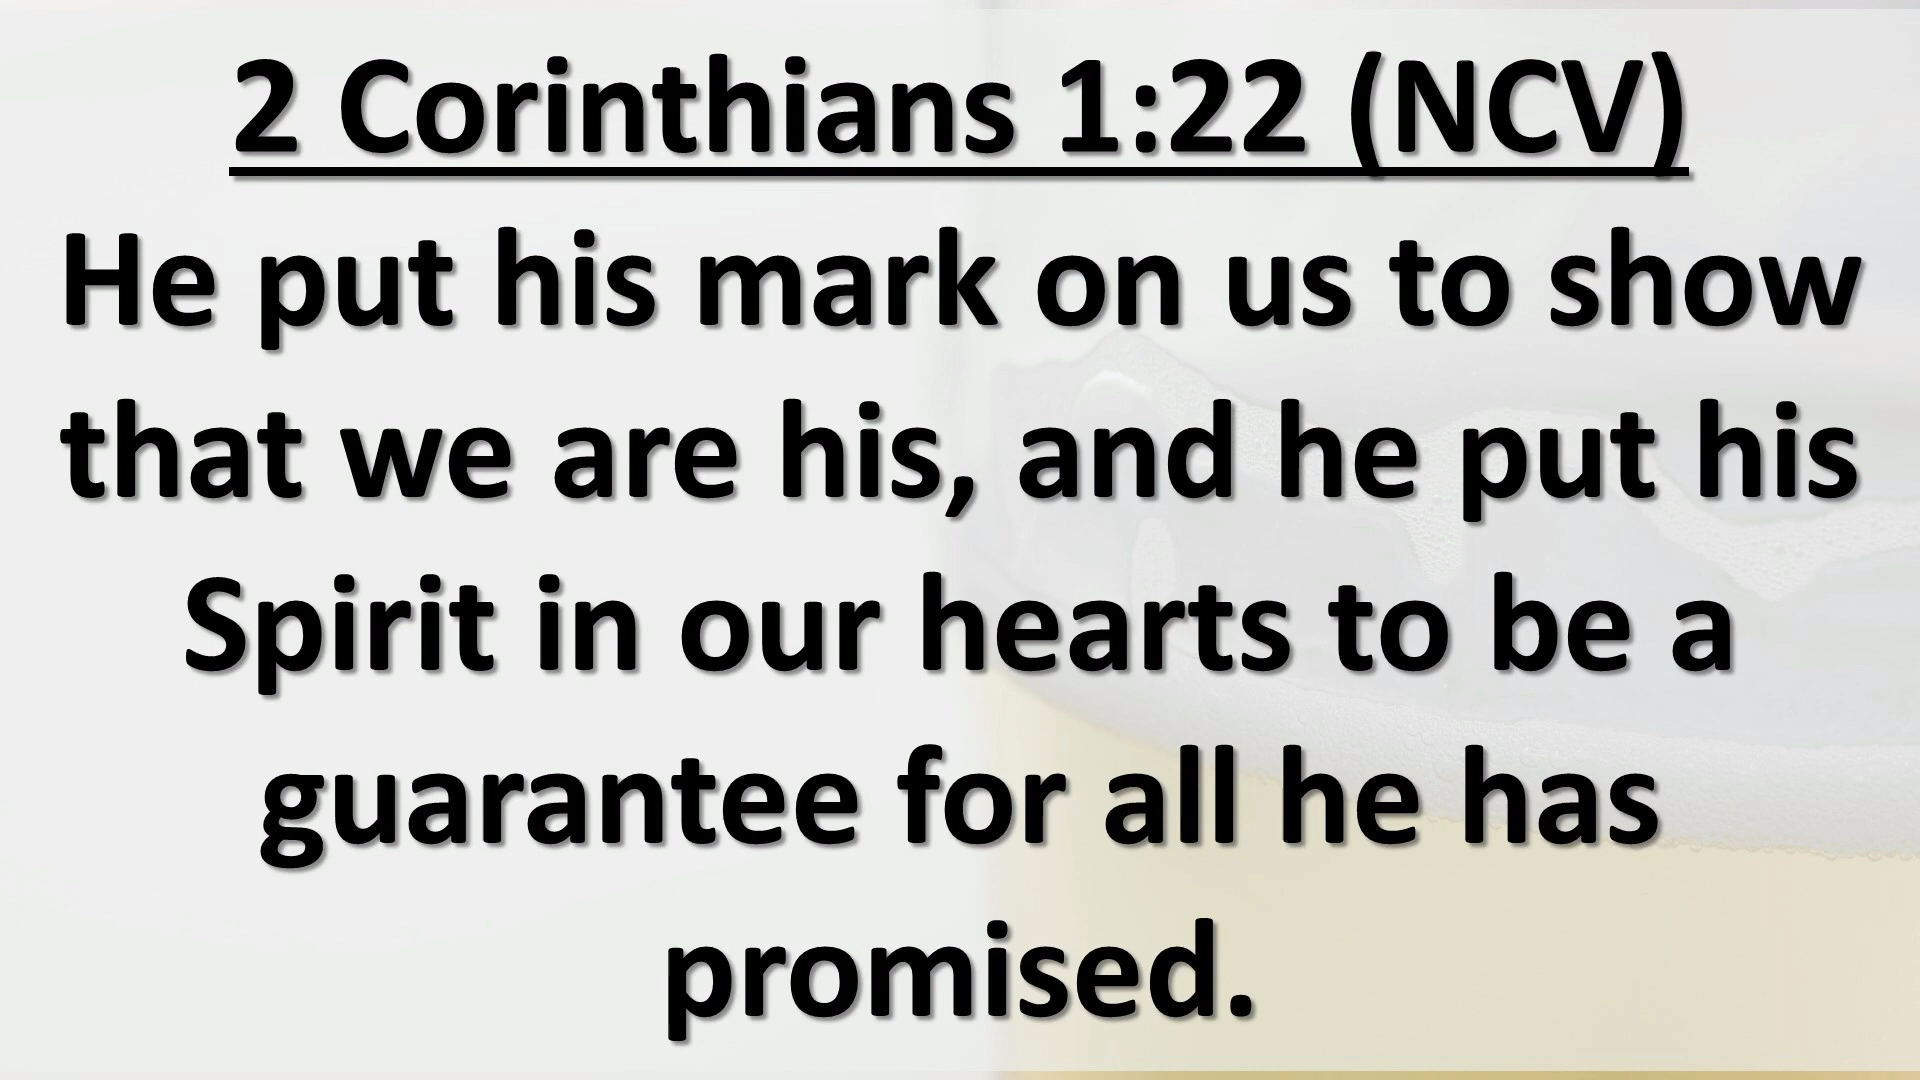 2 Corinthians 1:22 (NCV)
He put his mark on us to show
that we are his, and he put his
Spirit in our hearts to be a
guarantee for all he has
promised.